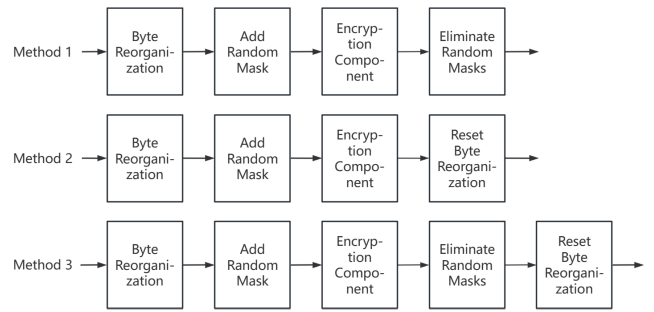 Method 1
Byte
Reorgani-
zation
Add
Random
Mask
Encryp-
tion
Compo-
nent
Eliminate
Random
Masks
Method 2
Byte
Reorgani-
zation
Add
Random
Mask
Encryp-
tion
Compo-
nent
Reset
Byte
Reorgani-
zation
Method 3
Byte
Reorgani-
zation
Add
Random
Mask
Encryp-
tion
Compo-
nent
Eliminate
Random
Masks
Reset
Byte
Reorgani-
zation